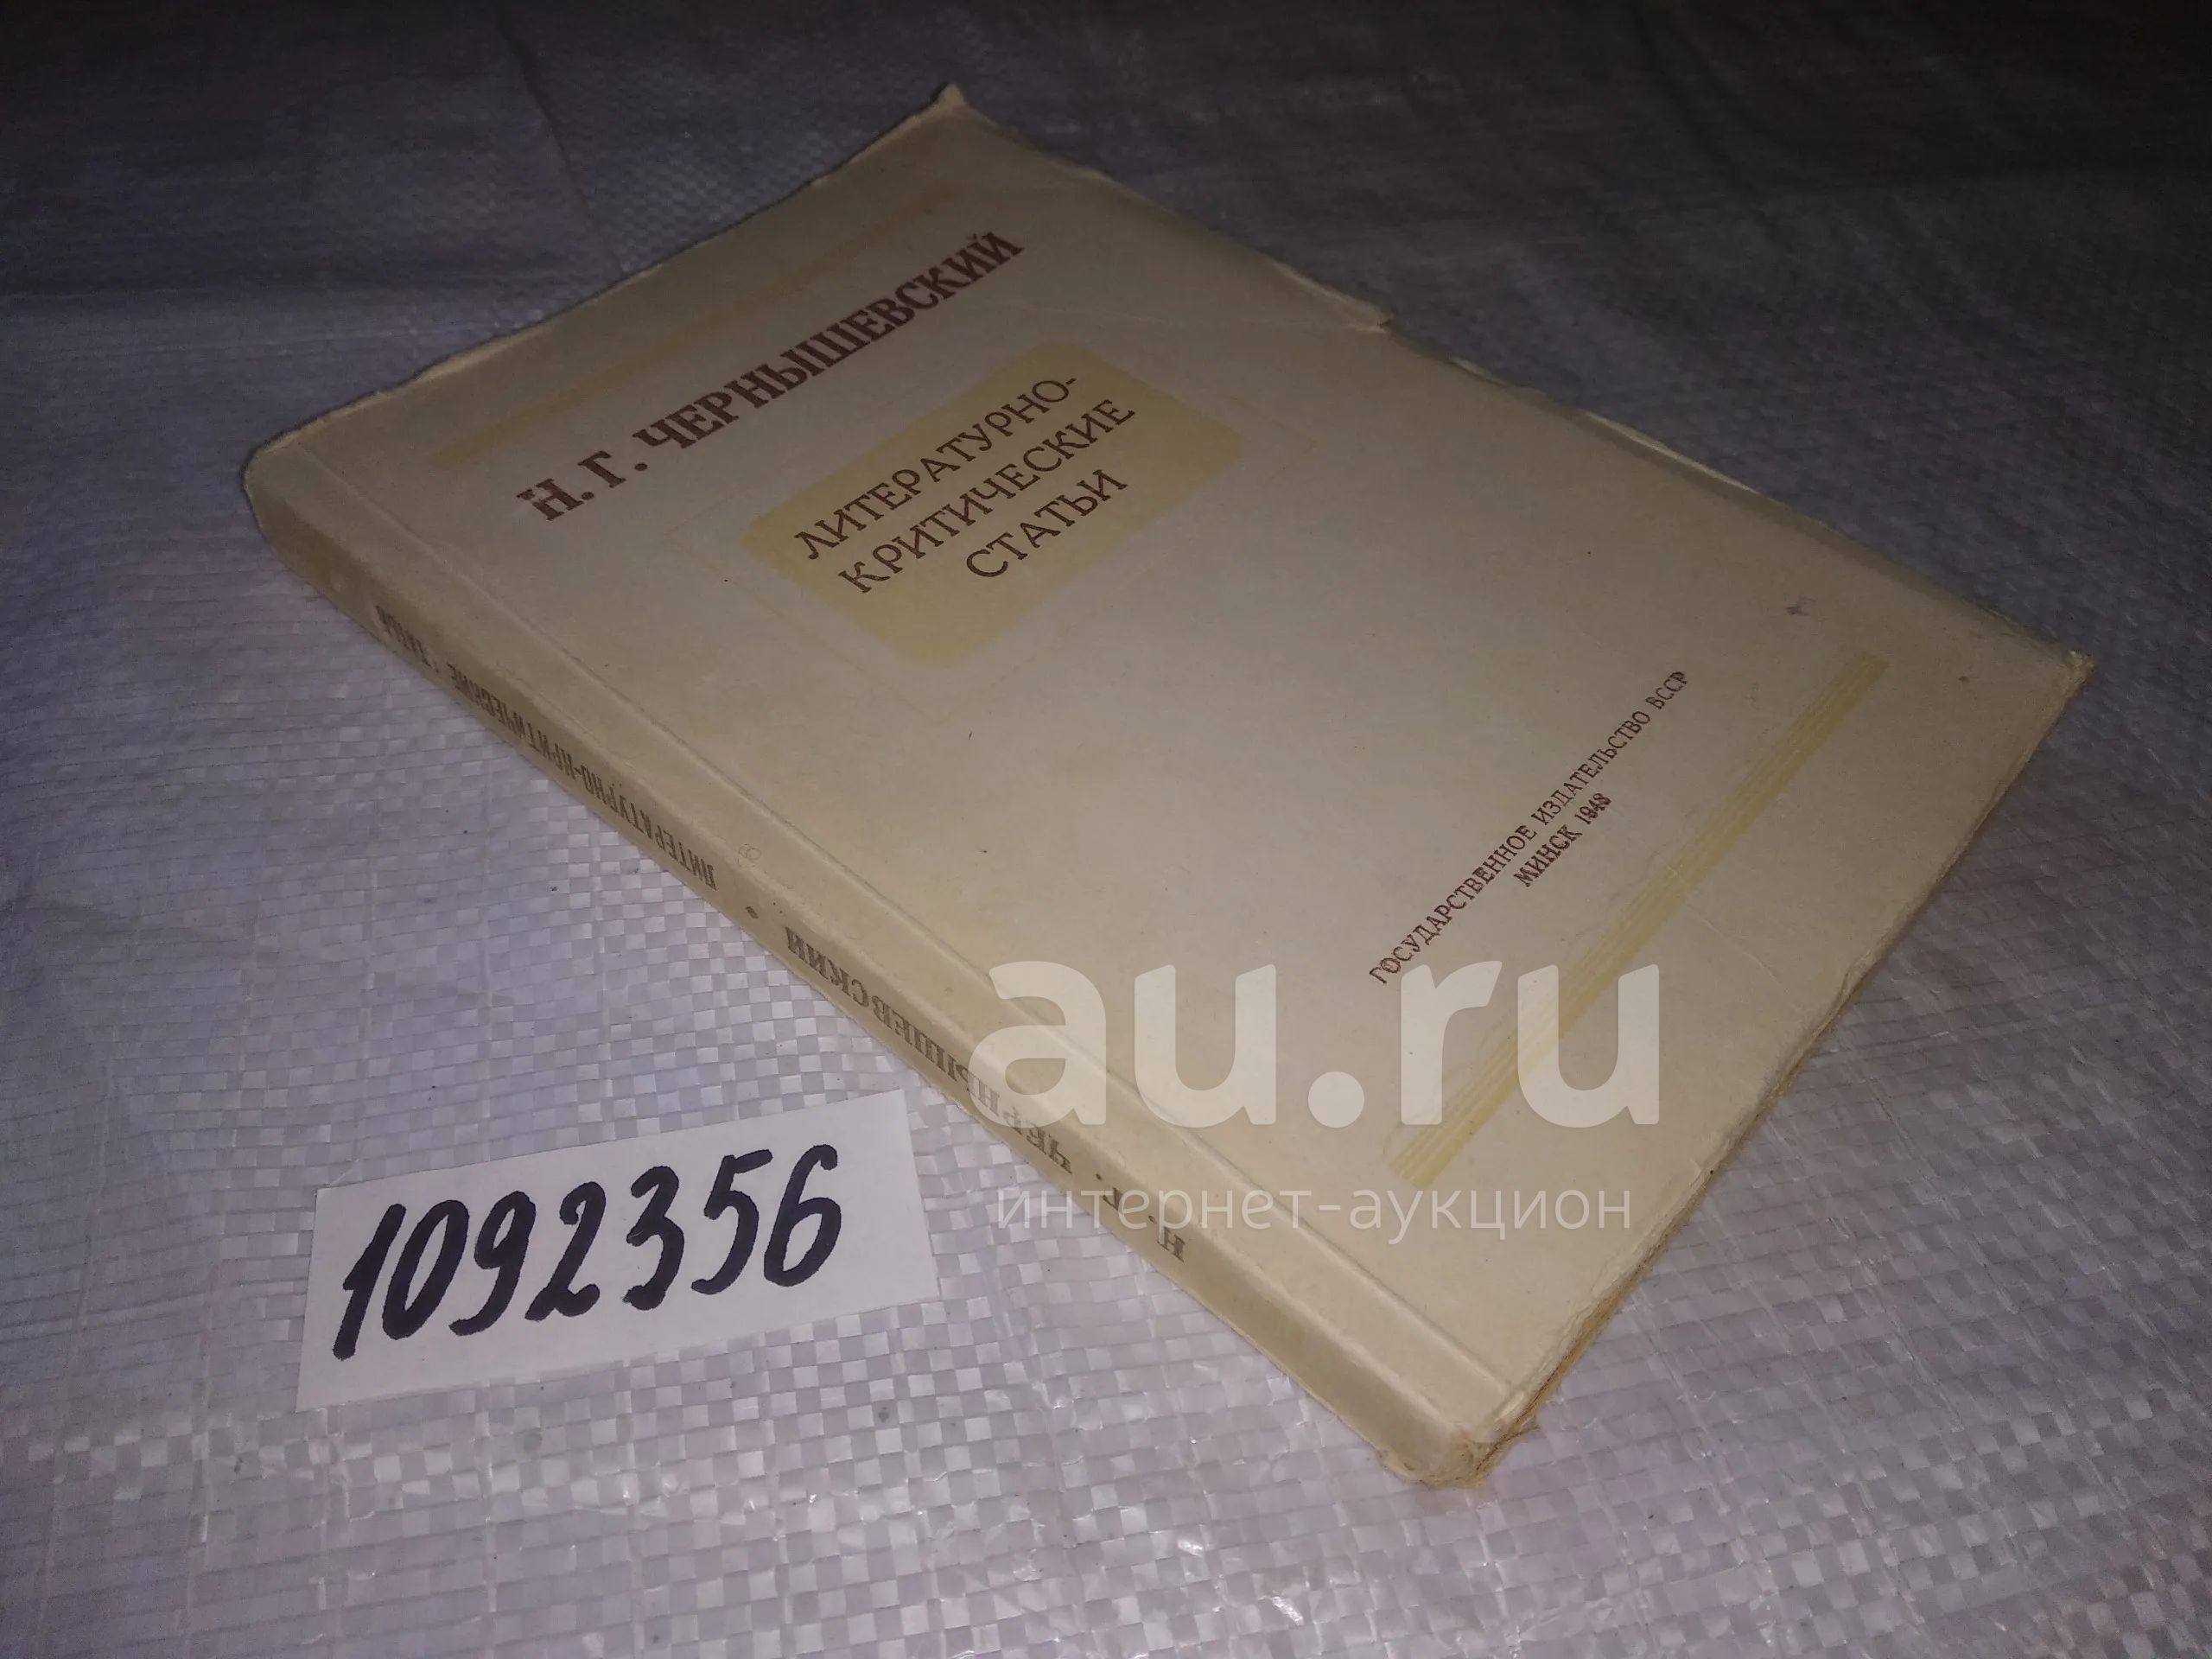 Н. Г. ЧЕРНЫШЕВСКИЙ
ЛИТЕРАТУРНО-
КРИТИЧЕСКИЕ
СТАТЬИ
ГОСУДАРСТВЕННОЕ ИЗДАТЕЛЬСТВО БССР
МИНСК 1948
Н. Г. ЧЕРНЫШЕВСКИЙ • ЛИТЕРАТУРНО-КРИТИЧЕСКИЕ СТАТЬИ
1092356
au.ru
интернет-аукцион